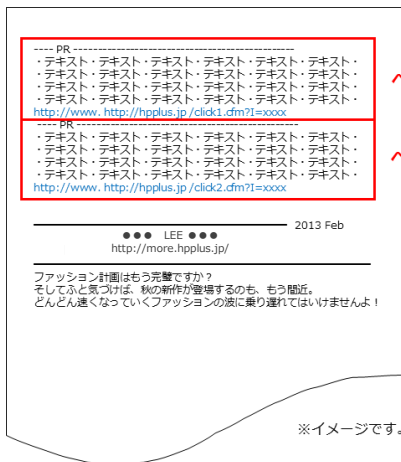 ---- PR ----------------------------------------------
・テキスト・テキスト・テキスト・テキスト・テキスト・テキスト・
・テキスト・テキスト・テキスト・テキスト・テキスト・テキスト・
・テキスト・テキスト・テキスト・テキスト・テキスト・テキスト・
・テキスト・テキスト・テキスト・テキスト・テキスト・テキスト・
http://www. http://hpplus.jp /click1.cfm?I=xxxx
---- PR ----------------------------------------------
・テキスト・テキスト・テキスト・テキスト・テキスト・テキスト・
・テキスト・テキスト・テキスト・テキスト・テキスト・テキスト・
・テキスト・テキスト・テキスト・テキスト・テキスト・テキスト・
・テキスト・テキスト・テキスト・テキスト・テキスト・テキスト・
http://www. http://hpplus.jp /click2.cfm?I=xxxx
2013 Feb
●●● LEE ●●●
http://more.hpplus.jp/
ファッション計画はもう完璧ですか？
そしてふと気づけば、秋の新作が登場するのも、もう間近。
どんどん速くなっていくファッションの波に乗り遅れてはいけませんよ！
※イメージです。